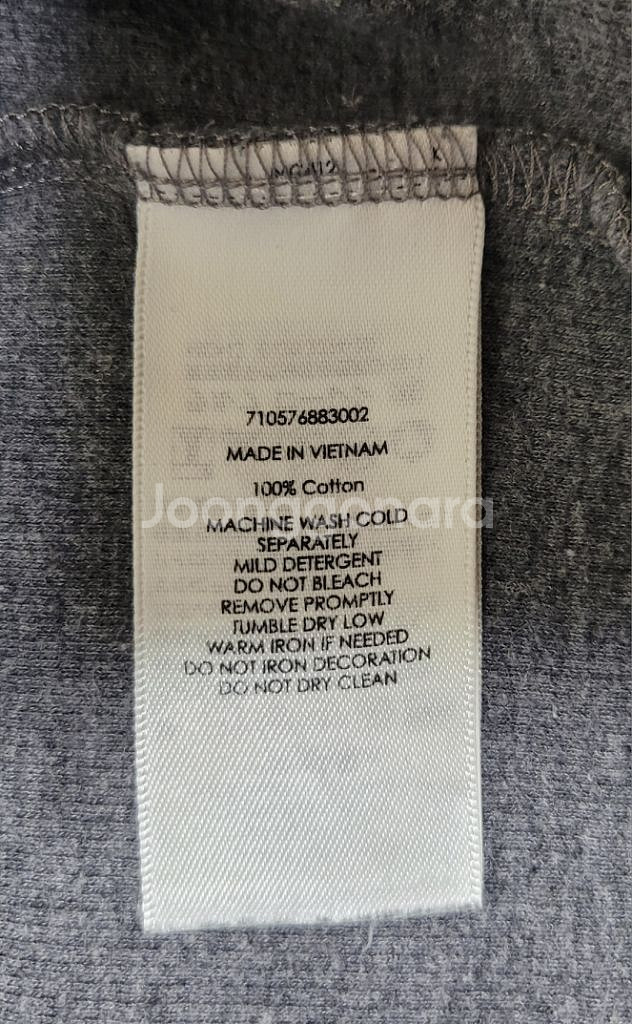 710576883002
MADE IN VIETNAM
100% Cotton
Joonggonara
MACHINE WASH COLD
SEPARATELY
MILD DETERGENT
DO NOT BLEACH
REMOVE PROMPTLY
TUMBLE DRY LOW
WARM IRON IF NEEDED
DO NOT IRON DECORATION
DO NOT DRY CLEAN